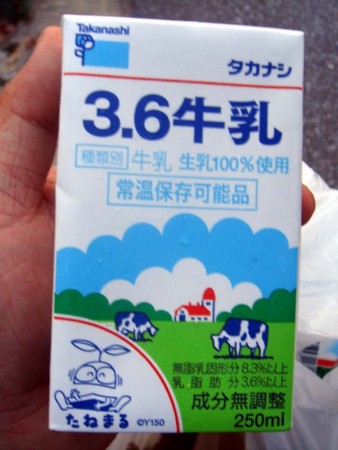 Takanashi
タカナシ
3.6牛乳
種類別 牛乳 生乳100%使用
常温保存可能品
無脂乳固形分 8.3%以上
乳脂肪分 3.6%以上
成分無調整
250ml
たねまる
©Y150